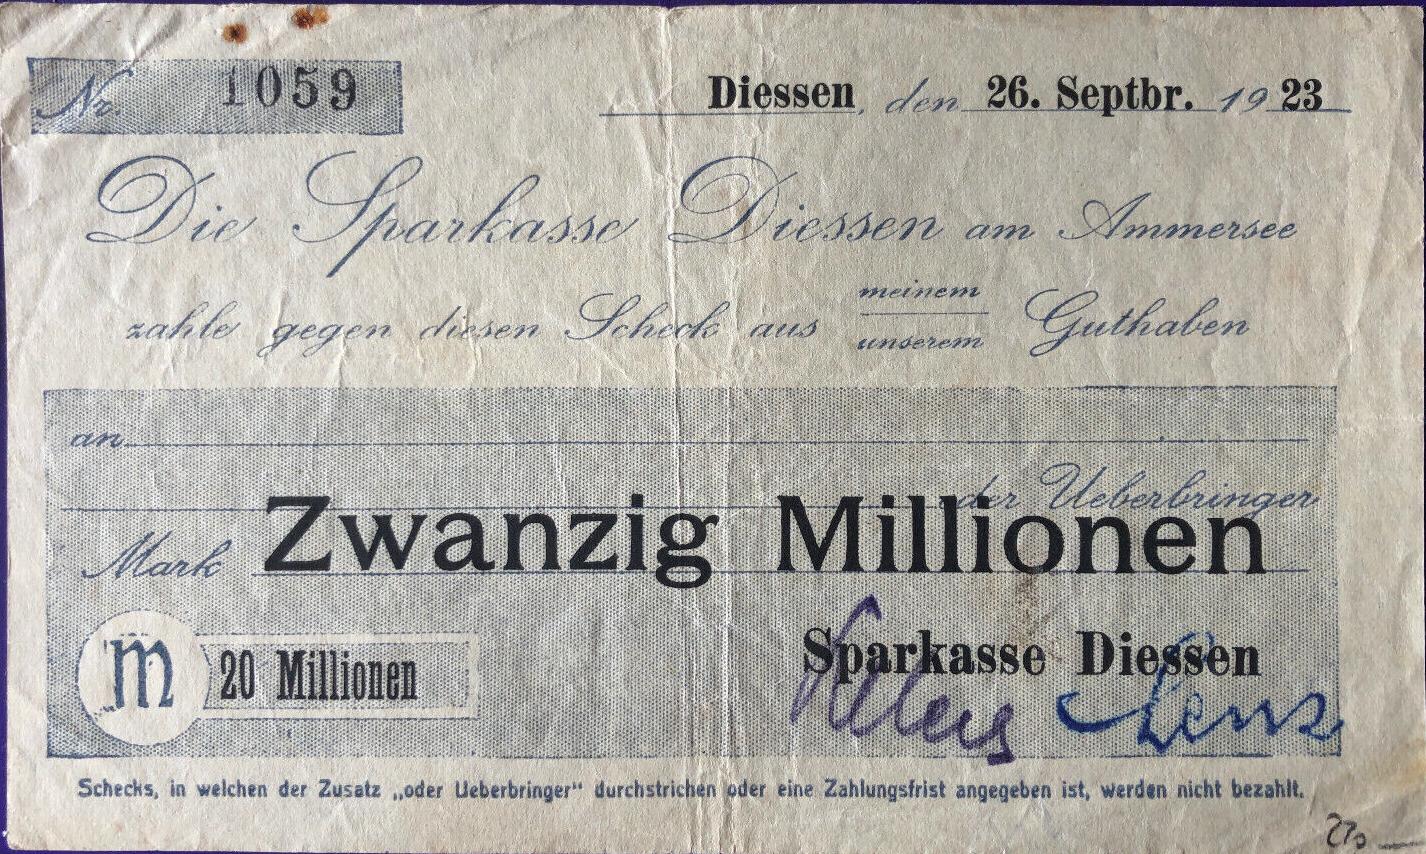 Nr. 1059
Diessen, den 26. Septbr. 1923
Die Sparkasse Diessen am Ammersee
zahle gegen diesen Scheck aus meinem
unserem Guthaben
an
der Ueberbringer
Mark Zwanzig Millionen
M 20 Millionen
Sparkasse Diessen
Schecks, in welchen der Zusatz „oder Ueberbringer“ durchstrichen oder eine Zahlungsfrist angegeben ist, werden nicht bezahlt.